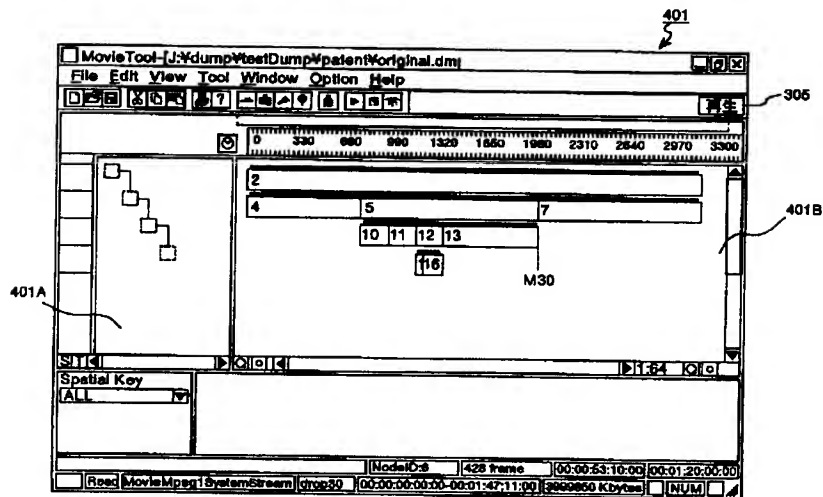 401
MovieTool-[J:¥dump¥testDump¥patent¥original.dm
File Edit View Tool Window Option Help
再生
305
0 330 660 990 1320 1650 1980 2310 2640 2970 3300
2
4 5 7
10 11 12 13
16
M30
401B
401A
S T
1:64
Spatial Key
ALL
NodeID:6 428 frame 00:00:53:10:00 00:01:20:00:00
Read MovieMpeg1SystemStream drop30 00:00:00:00:00-00:01:47:11:00 Kbytes NUM